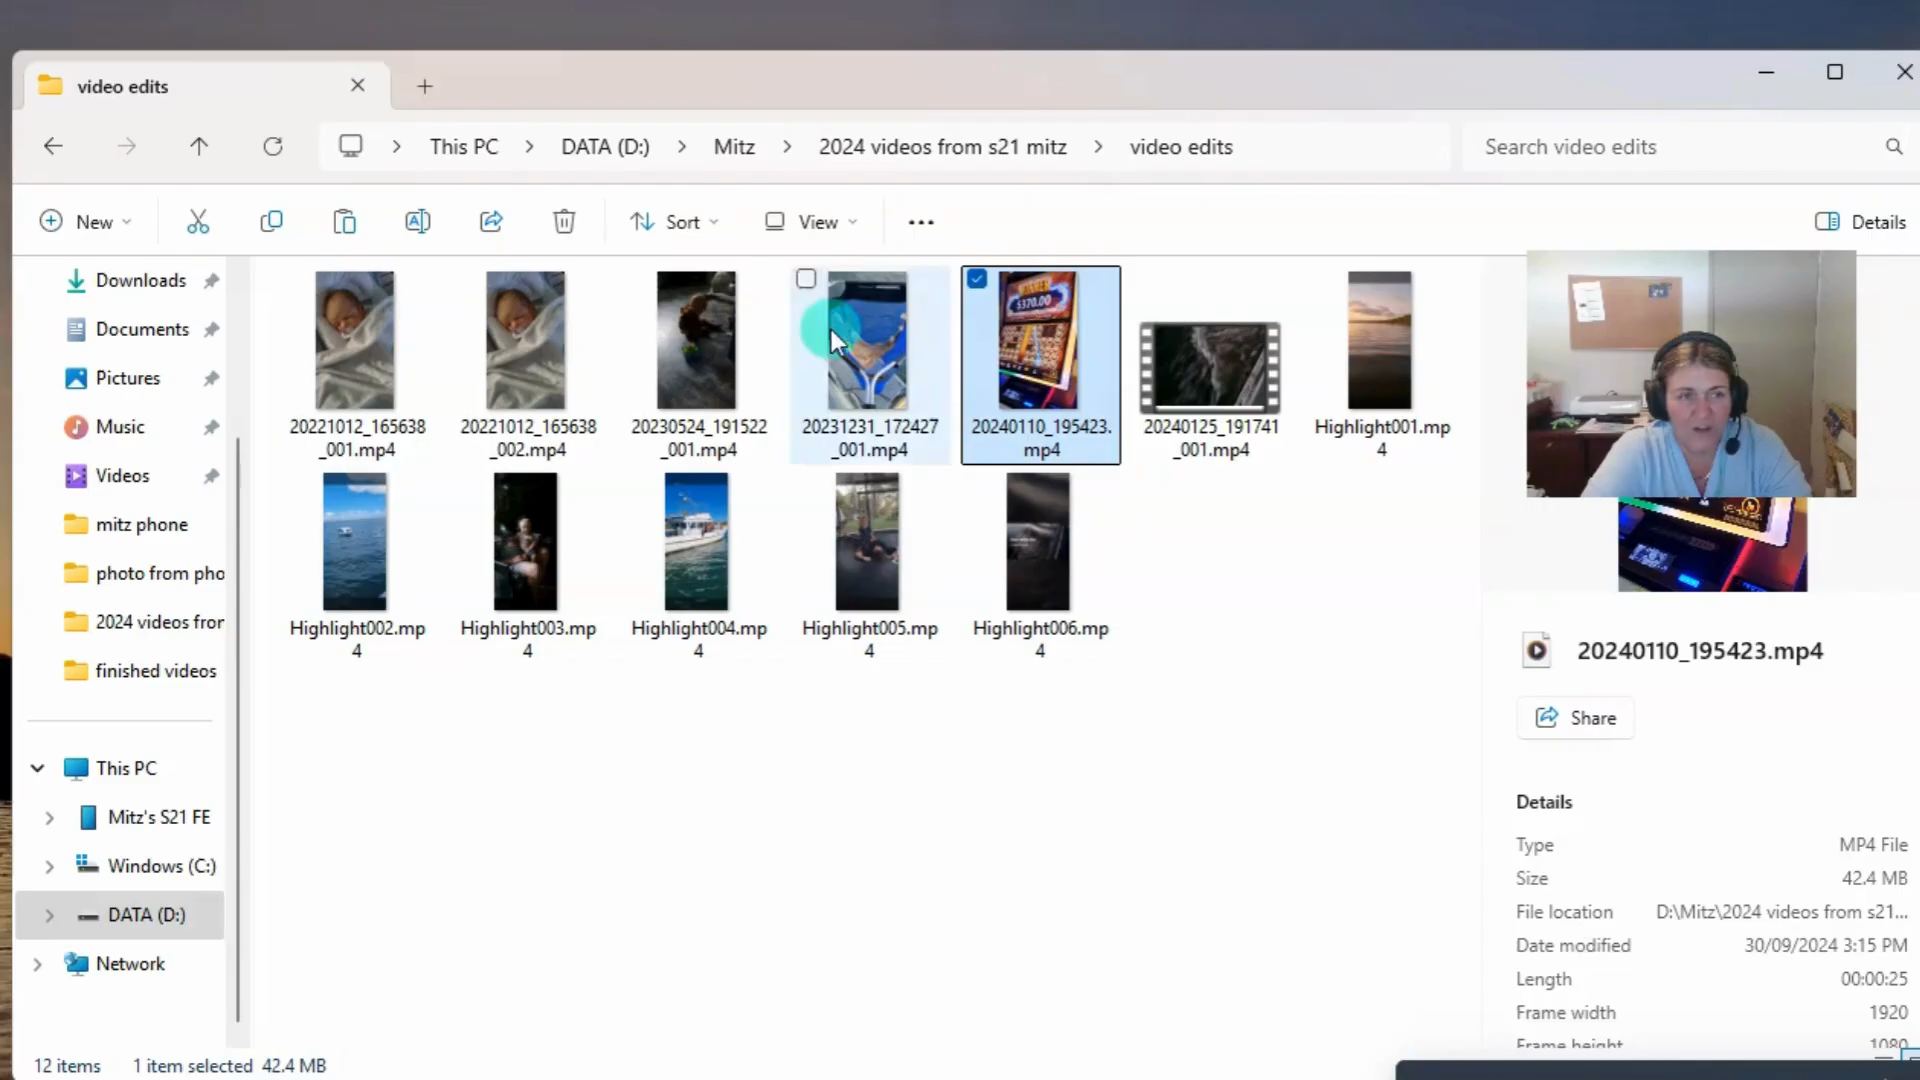 video edits
This PC
DATA (D:)
Mitz
2024 videos from s21 mitz
video edits
Search video edits
New
Sort
View
Details
Downloads
Documents
Pictures
Music
Videos
mitz phone
photo from pho
2024 videos fror
finished videos
This PC
Mitz's S21 FE
Windows (C:)
DATA (D:)
Network
20221012_165638
_001.mp4
20221012_165638
_002.mp4
20230524_191522
_001.mp4
20231231_172427
_001.mp4
WINNER
$370.00
20240110_195423.
mp4
20240125_191741
_001.mp4
Highlight001.mp
4
Highlight002.mp
4
Highlight003.mp
4
Highlight004.mp
4
Highlight005.mp
4
Highlight006.mp
4
20240110_195423.mp4
Share
Details
Type MP4 File
Size 42.4 MB
File location D:\Mitz\2024 videos from s21...
Date modified 30/09/2024 3:15 PM
Length 00:00:25
Frame width 1920
Frame height 1080
12 items 1 item selected 42.4 MB